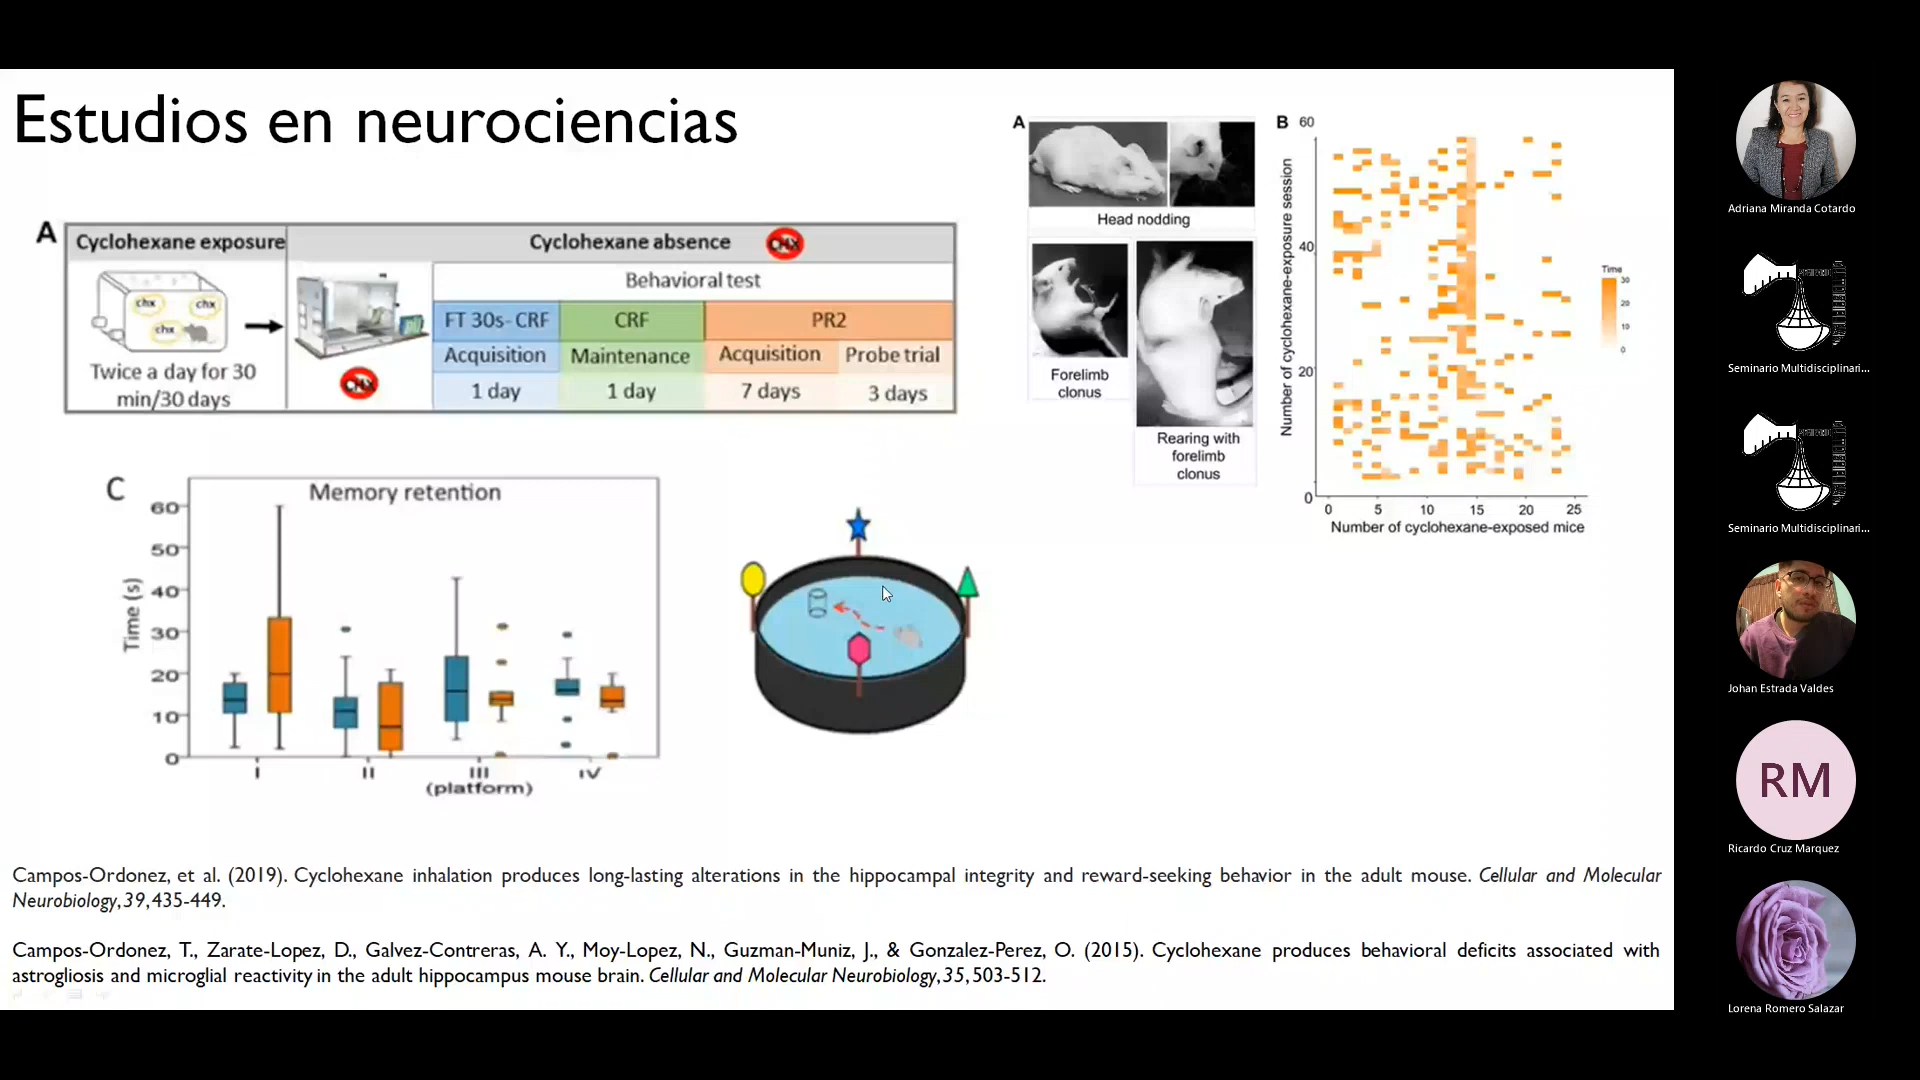 Estudios en neurociencias
A
Cyclohexane exposure
Cyclohexane absence
CHX
chx
chx
chx
Twice a day for 30
min/30 days
CHX
Behavioral test
FT 30s- CRF
CRF
PR2
Acquisition
Maintenance
Acquisition
Probe trial
1 day
1 day
7 days
3 days
C
Memory retention
Time (s)
60
50
40
30
20
10
0
I
II
III
IV
(platform)
A
Head nodding
Forelimb
clonus
Rearing with
forelimb
clonus
B
Number of cyclohexane-exposure session
60
40
20
0
0
5
10
15
20
25
Number of cyclohexane-exposed mice
Time
30
20
10
0
Campos-Ordonez, et al. (2019). Cyclohexane inhalation produces long-lasting alterations in the hippocampal integrity and reward-seeking behavior in the adult mouse. Cellular and Molecular
Neurobiology, 39, 435-449.
Campos-Ordonez, T., Zarate-Lopez, D., Galvez-Contreras, A. Y., Moy-Lopez, N., Guzman-Muniz, J., & Gonzalez-Perez, O. (2015). Cyclohexane produces behavioral deficits associated with
astrogliosis and microglial reactivity in the adult hippocampus mouse brain. Cellular and Molecular Neurobiology, 35, 503-512.
Adriana Miranda Cotardo
Seminario Multidisciplinari...
Seminario Multidisciplinari...
Johan Estrada Valdes
RM
Ricardo Cruz Marquez
Lorena Romero Salazar